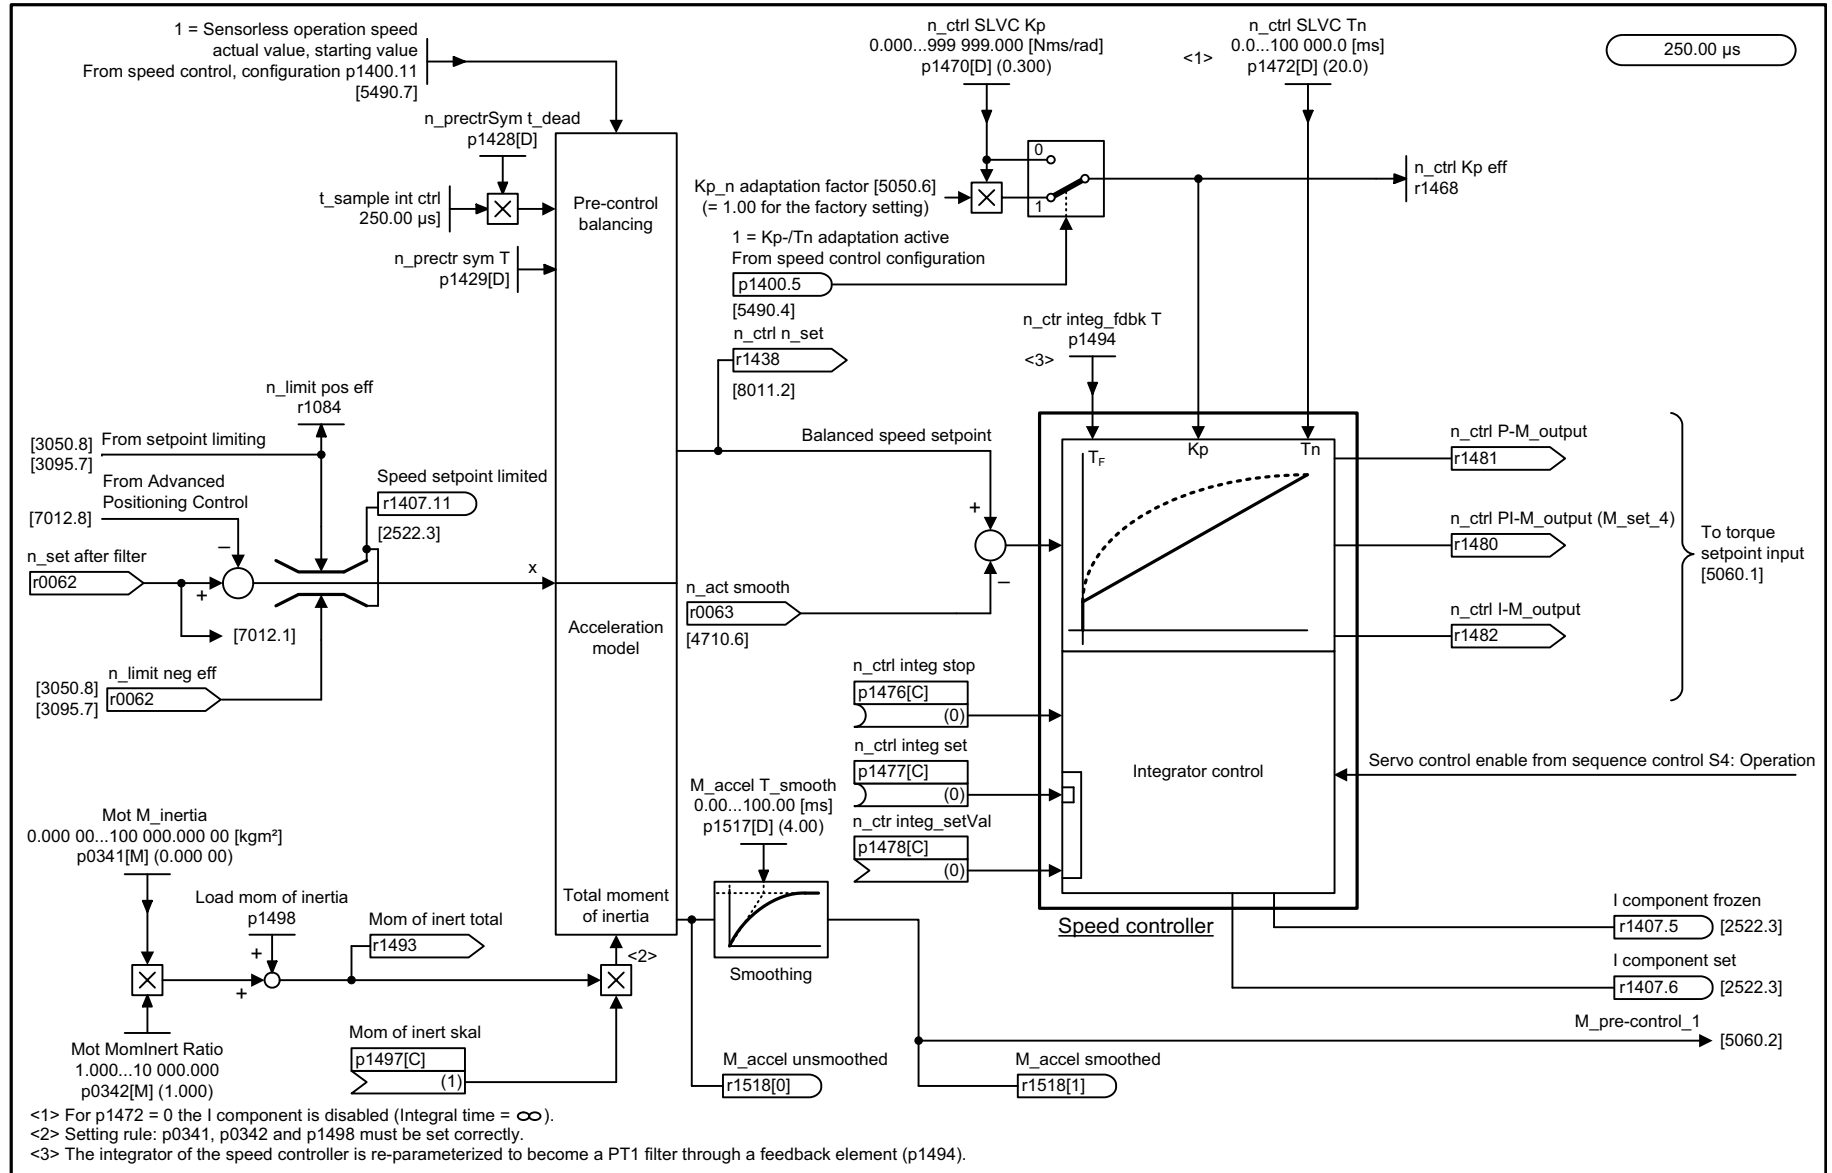 1 = Sensorless operation speed
actual value, starting value
From speed control, configuration p1400.11
[5490.7]
n_ctrl SLVC Kp
0.000...999 999.000 [Nms/rad]
p1470[D] (0.300)
<1>
n_ctrl SLVC Tn
0.0...100 000.0 [ms]
p1472[D] (20.0)
250.00 µs
n_prectrSym t_dead
p1428[D]
t_sample int ctrl
250.00 µs]
n_prectr sym T
p1429[D]
Pre-control
balancing
Kp_n adaptation factor [5050.6]
(= 1.00 for the factory setting)
0
1
n_ctrl Kp eff
r1468
1 = Kp-/Tn adaptation active
From speed control configuration
p1400.5
[5490.4]
n_ctrl n_set
r1438
[8011.2]
n_ctr integ_fdbk T
p1494
<3>
n_limit pos eff
r1084
[3050.8] From setpoint limiting
[3095.7]
From Advanced
Positioning Control
[7012.8]
Speed setpoint limited
r1407.11
[2522.3]
n_set after filter
r0062
+
–
x
[7012.1]
n_limit neg eff
[3050.8]
[3095.7]
r0062
Balanced speed setpoint
+
–
n_act smooth
r0063
[4710.6]
Acceleration
model
TF
Kp
Tn
n_ctrl P-M_output
r1481
n_ctrl PI-M_output (M_set_4)
r1480
n_ctrl I-M_output
r1482
To torque
setpoint input
[5060.1]
n_ctrl integ stop
p1476[C]
(0)
n_ctrl integ set
p1477[C]
(0)
n_ctr integ_setVal
p1478[C]
(0)
Integrator control
Servo control enable from sequence control S4: Operation
Speed controller
M_accel T_smooth
0.00...100.00 [ms]
p1517[D] (4.00)
Smoothing
Mot M_inertia
0.000 00...100 000.000 00 [kgm²]
p0341[M] (0.000 00)
Load mom of inertia
p1498
+
+
Mom of inert total
r1493
Total moment
of inertia
<2>
Mot MomInert Ratio
1.000...10 000.000
p0342[M] (1.000)
Mom of inert skal
p1497[C]
(1)
M_accel unsmoothed
r1518[0]
M_accel smoothed
r1518[1]
I component frozen
r1407.5
[2522.3]
I component set
r1407.6
[2522.3]
M_pre-control_1
[5060.2]
<1> For p1472 = 0 the I component is disabled (Integral time = ∞).
<2> Setting rule: p0341, p0342 and p1498 must be set correctly.
<3> The integrator of the speed controller is re-parameterized to become a PT1 filter through a feedback element (p1494).